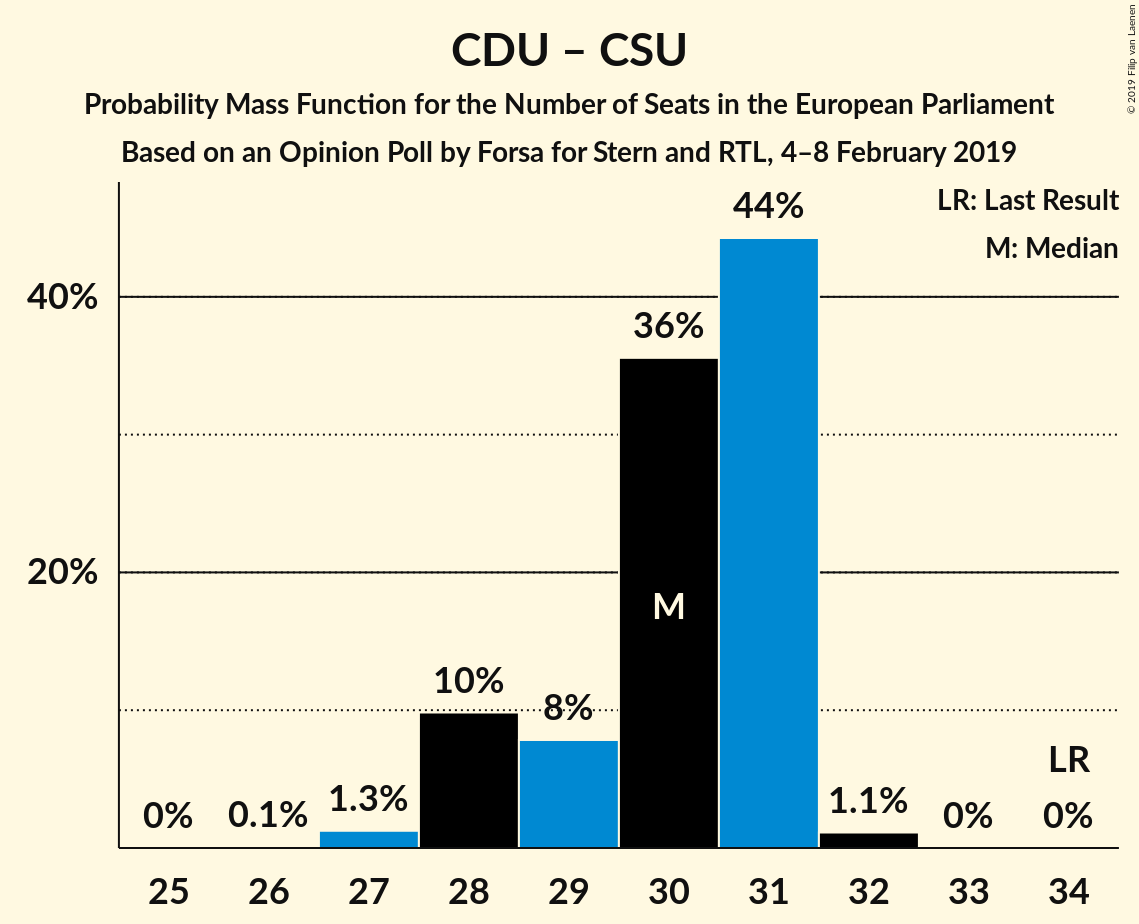 CDU – CSU
Probability Mass Function for the Number of Seats in the European Parliament
Based on an Opinion Poll by Forsa for Stern and RTL, 4–8 February 2019
© 2019 Filip van Laenen
LR: Last Result
M: Median
40%
20%
0%
0.1%
1.3%
10%
8%
36%
M
44%
1.1%
0%
LR
0%
25 26 27 28 29 30 31 32 33 34